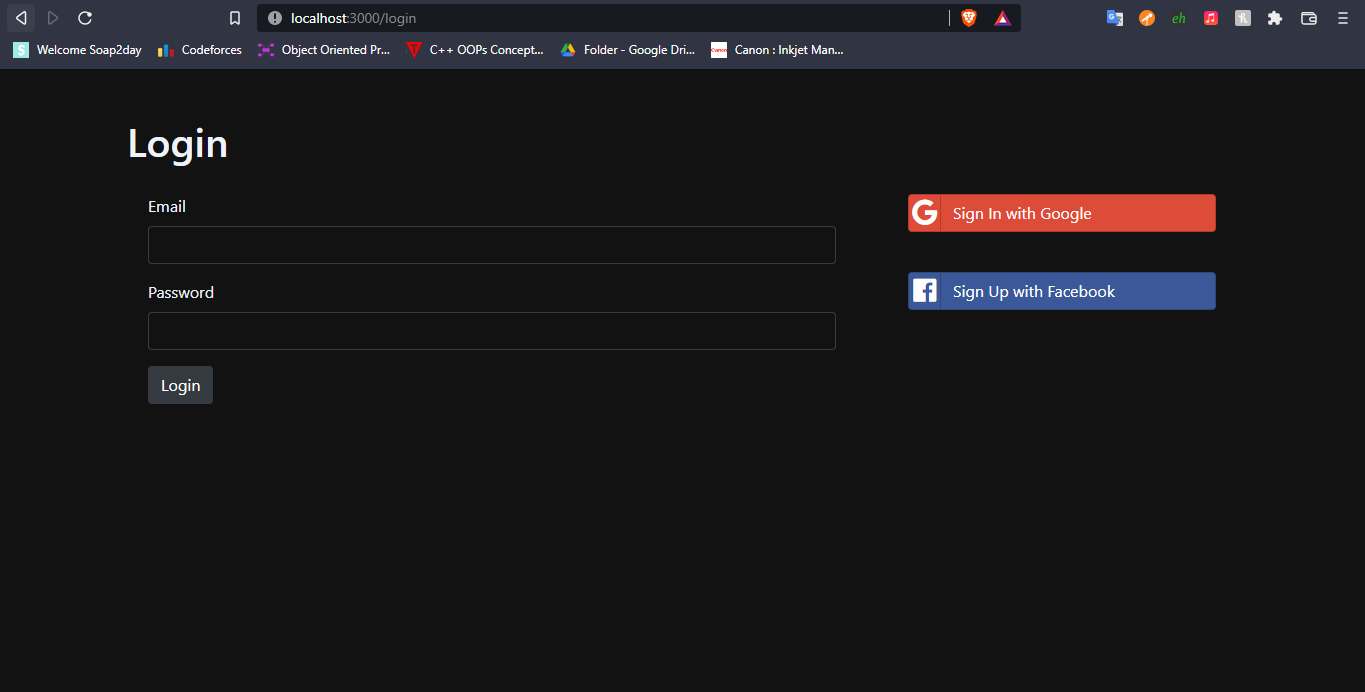 localhost:3000/login
Welcome Soap2day
Codeforces
Object Oriented Pr...
C++ OOPs Concept...
Folder - Google Dri...
Canon
Canon : Inkjet Man...
Login
Email
Password
Login
G Sign In with Google
f Sign Up with Facebook
eh
S